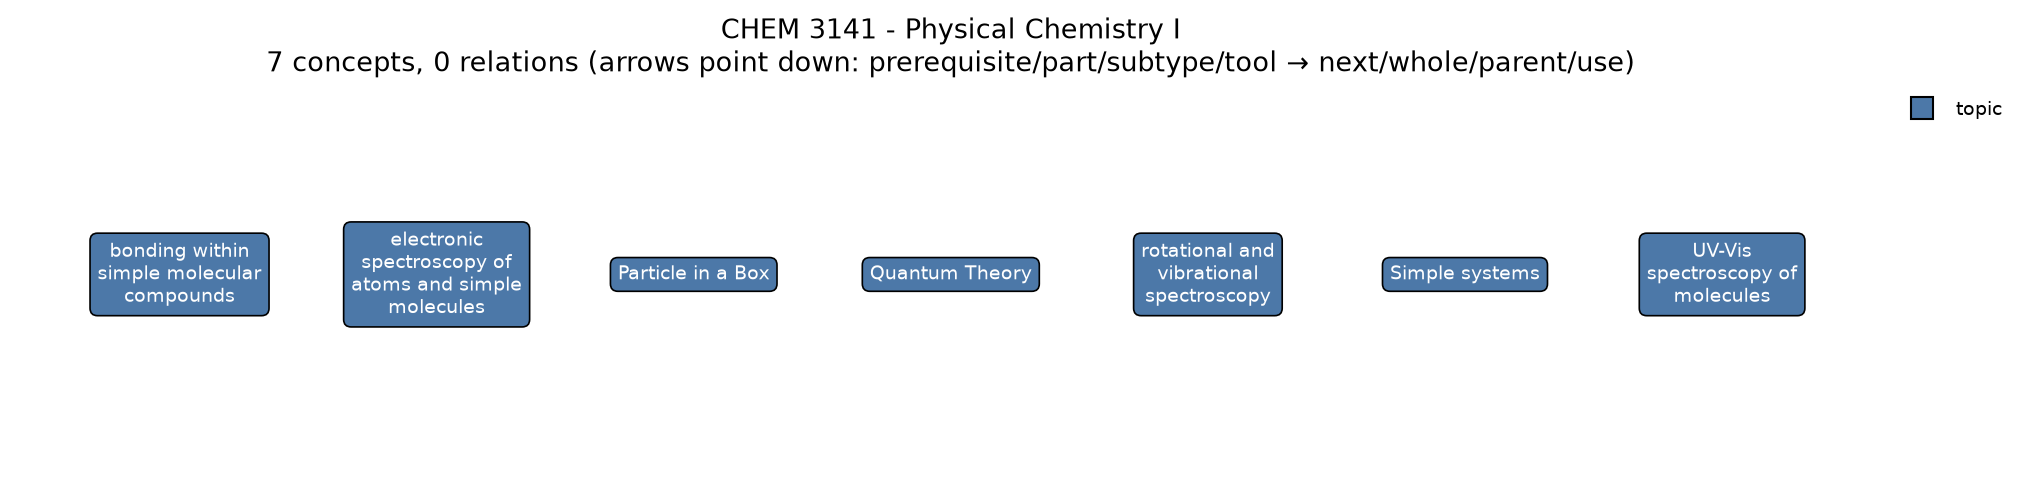 CHEM 3141 - Physical Chemistry I
7 concepts, 0 relations (arrows point down: prerequisite/part/subtype/tool → next/whole/parent/use)
topic
bonding within
simple molecular
compounds
electronic
spectroscopy of
atoms and simple
molecules
Particle in a Box
Quantum Theory
rotational and
vibrational
spectroscopy
Simple systems
UV-Vis
spectroscopy of
molecules